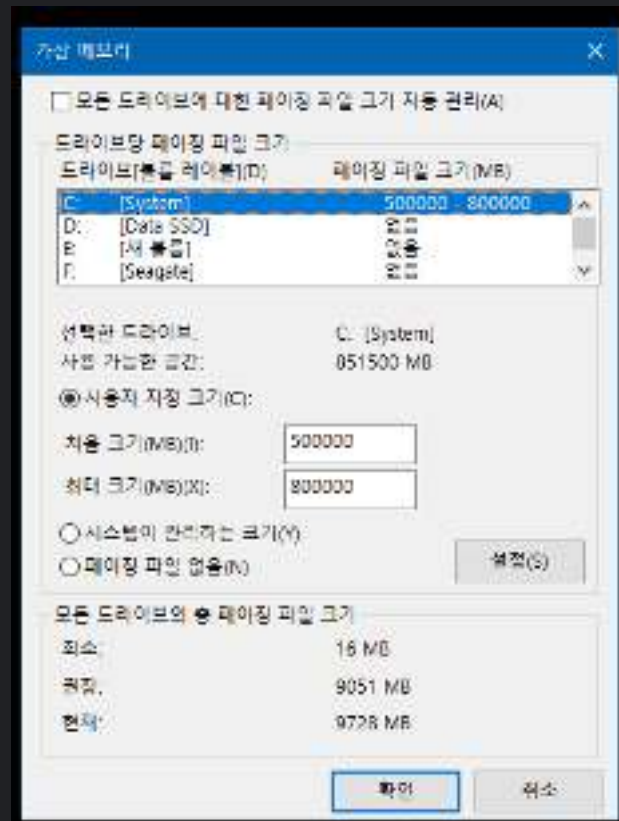 가상 메모리
모든 드라이브에 대한 페이징 파일 크기 자동 관리(A)
드라이브당 페이징 파일 크기
드라이브[볼륨 레이블](D) 페이징 파일 크기(MB)
C: [System] 500000 - 800000
D: [Data SSD] 없음
E: [새 볼륨] 없음
F: [Seagate] 없음
선택한 드라이브: C: [System]
사용 가능한 공간: 851500 MB
사용자 지정 크기(C):
처음 크기(MB)(I): 500000
최대 크기(MB)(X): 800000
시스템이 관리하는 크기(Y)
페이징 파일 없음(N)
설정(S)
모든 드라이브의 총 페이징 파일 크기
최소: 16 MB
권장: 9051 MB
현재: 9728 MB
확인 취소